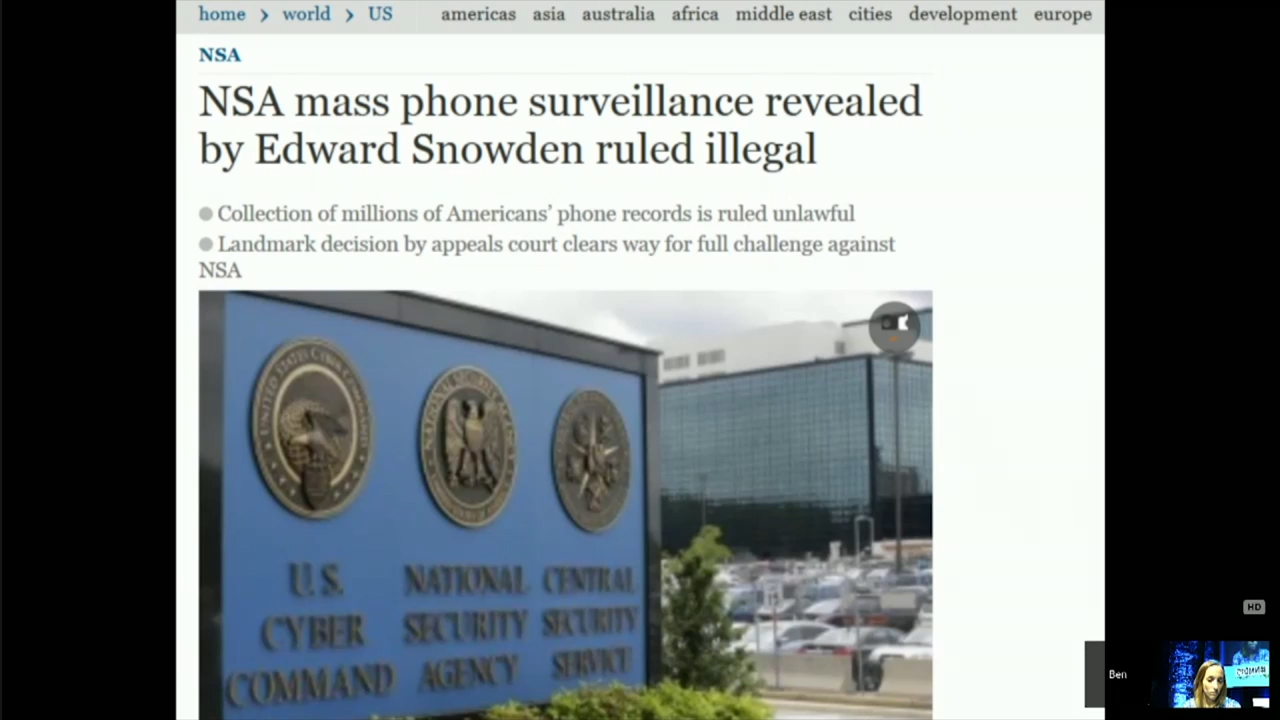 home > world > US americas asia australia africa middle east cities development europe
NSA
NSA mass phone surveillance revealed
by Edward Snowden ruled illegal
Collection of millions of Americans’ phone records is ruled unlawful
Landmark decision by appeals court clears way for full challenge against
NSA
U.S.
CYBER
COMMAND
NATIONAL
SECURITY
AGENCY
CENTRAL
SECURITY
SERVICE
HD
Ben